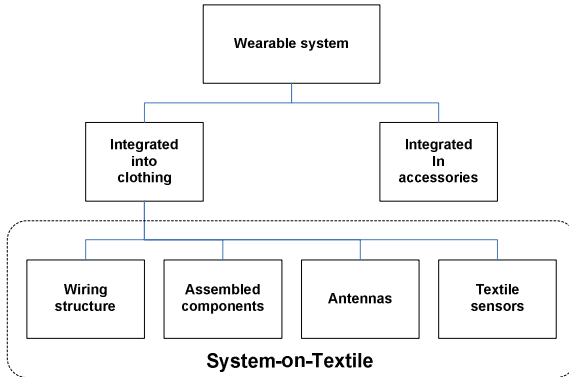 Wearable system
Integrated
into
clothing
Integrated
In
accessories
Wiring
structure
Assembled
components
Antennas
Textile
sensors
System-on-Textile